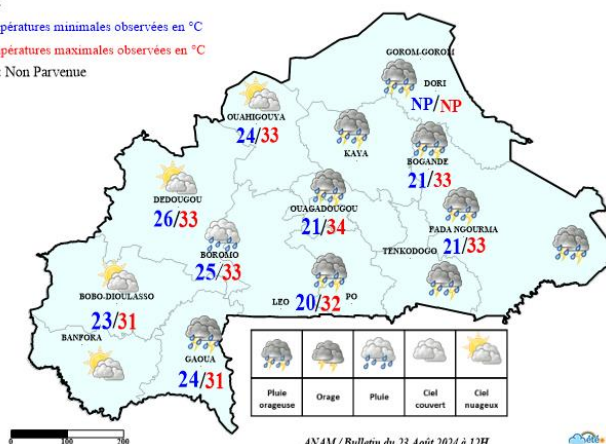 pératures minimales observées en °C
pératures maximales observées en °C
: Non Parvenue
GOROM-GOROM
DORI
NP/NP
OUAHIGOUYA
24/33
KAYA
BOGANDE
21/33
DEDOUGOU
26/33
OUAGADOUGOU
21/34
FADA NGOURMA
21/33
BOROMO
25/33
TENKODOGO
BOBO-DIOULASSO
23/31
LEO
20/32
PO
BANFORA
GAOUA
24/31
Pluie orageuse
Orage
Pluie
Ciel couvert
Ciel nuageux
100
200
ANAM / Bulletin du 23 Août 2024 à 12H